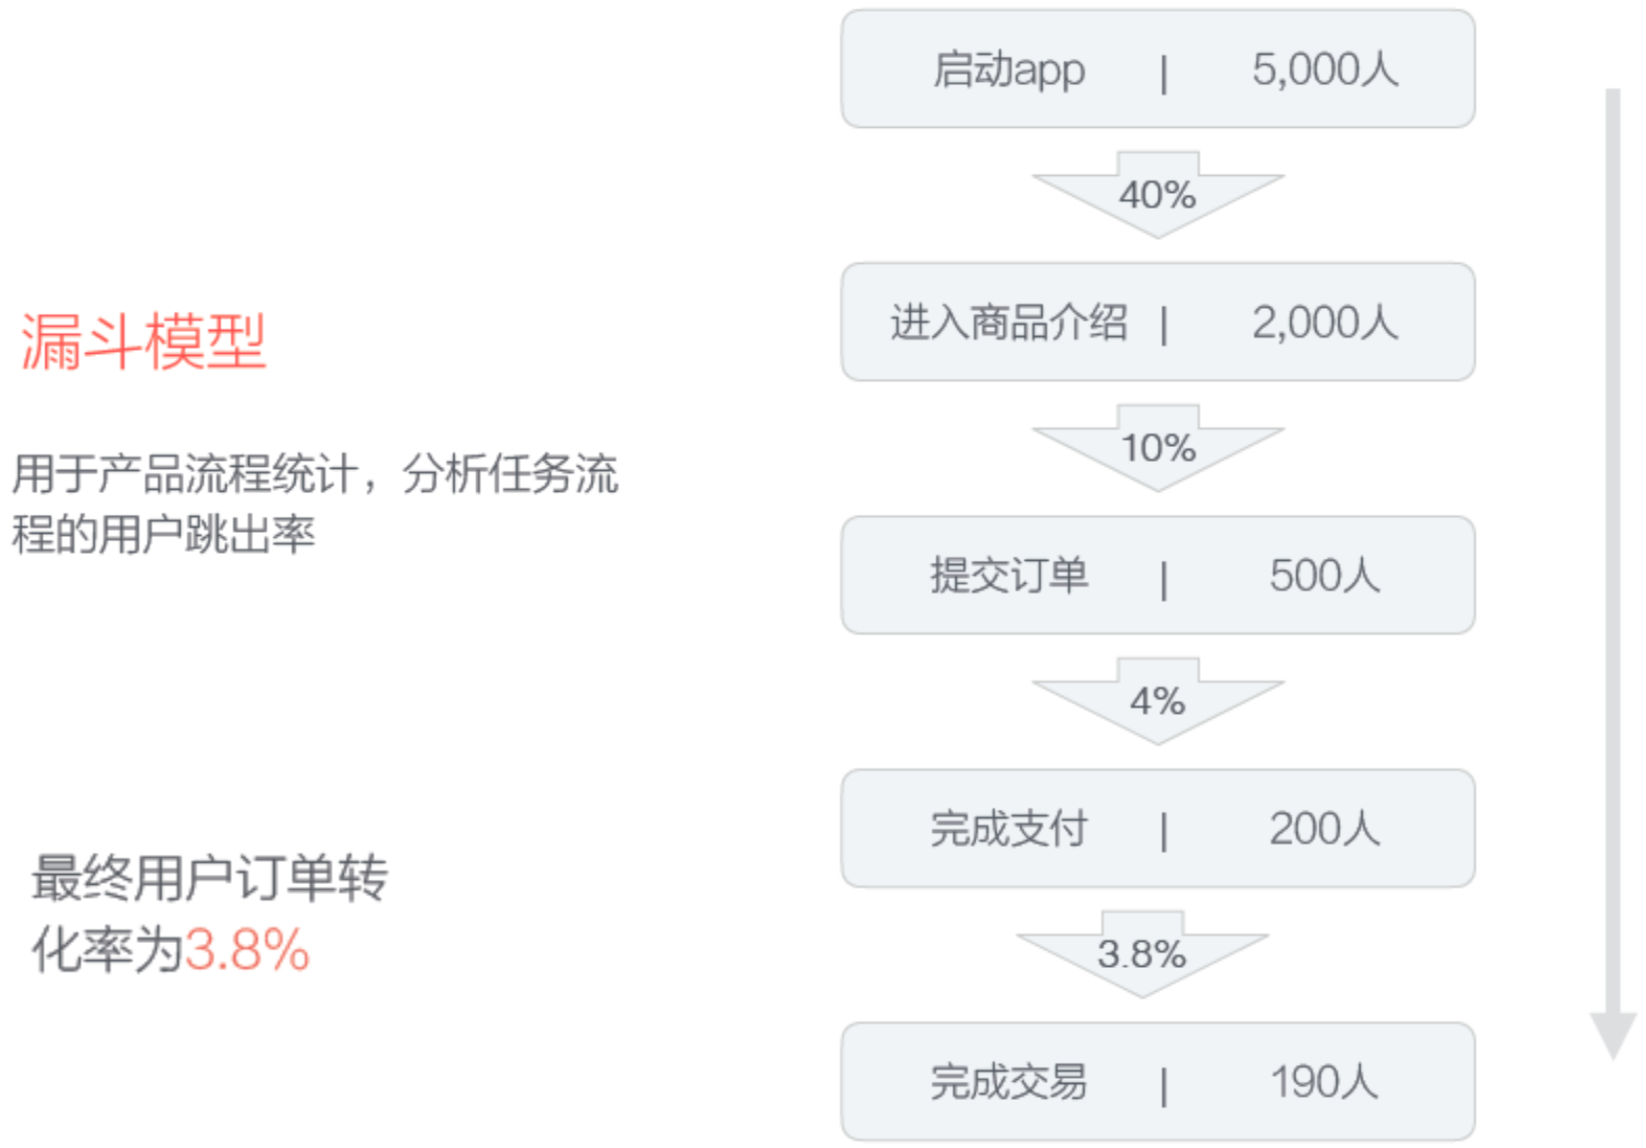 漏斗模型
用于产品流程统计，分析任务流
程的用户跳出率
最终用户订单转
化率为3.8%
启动app | 5,000人
40%
进入商品介绍 | 2,000人
10%
提交订单 | 500人
4%
完成支付 | 200人
3.8%
完成交易 | 190人